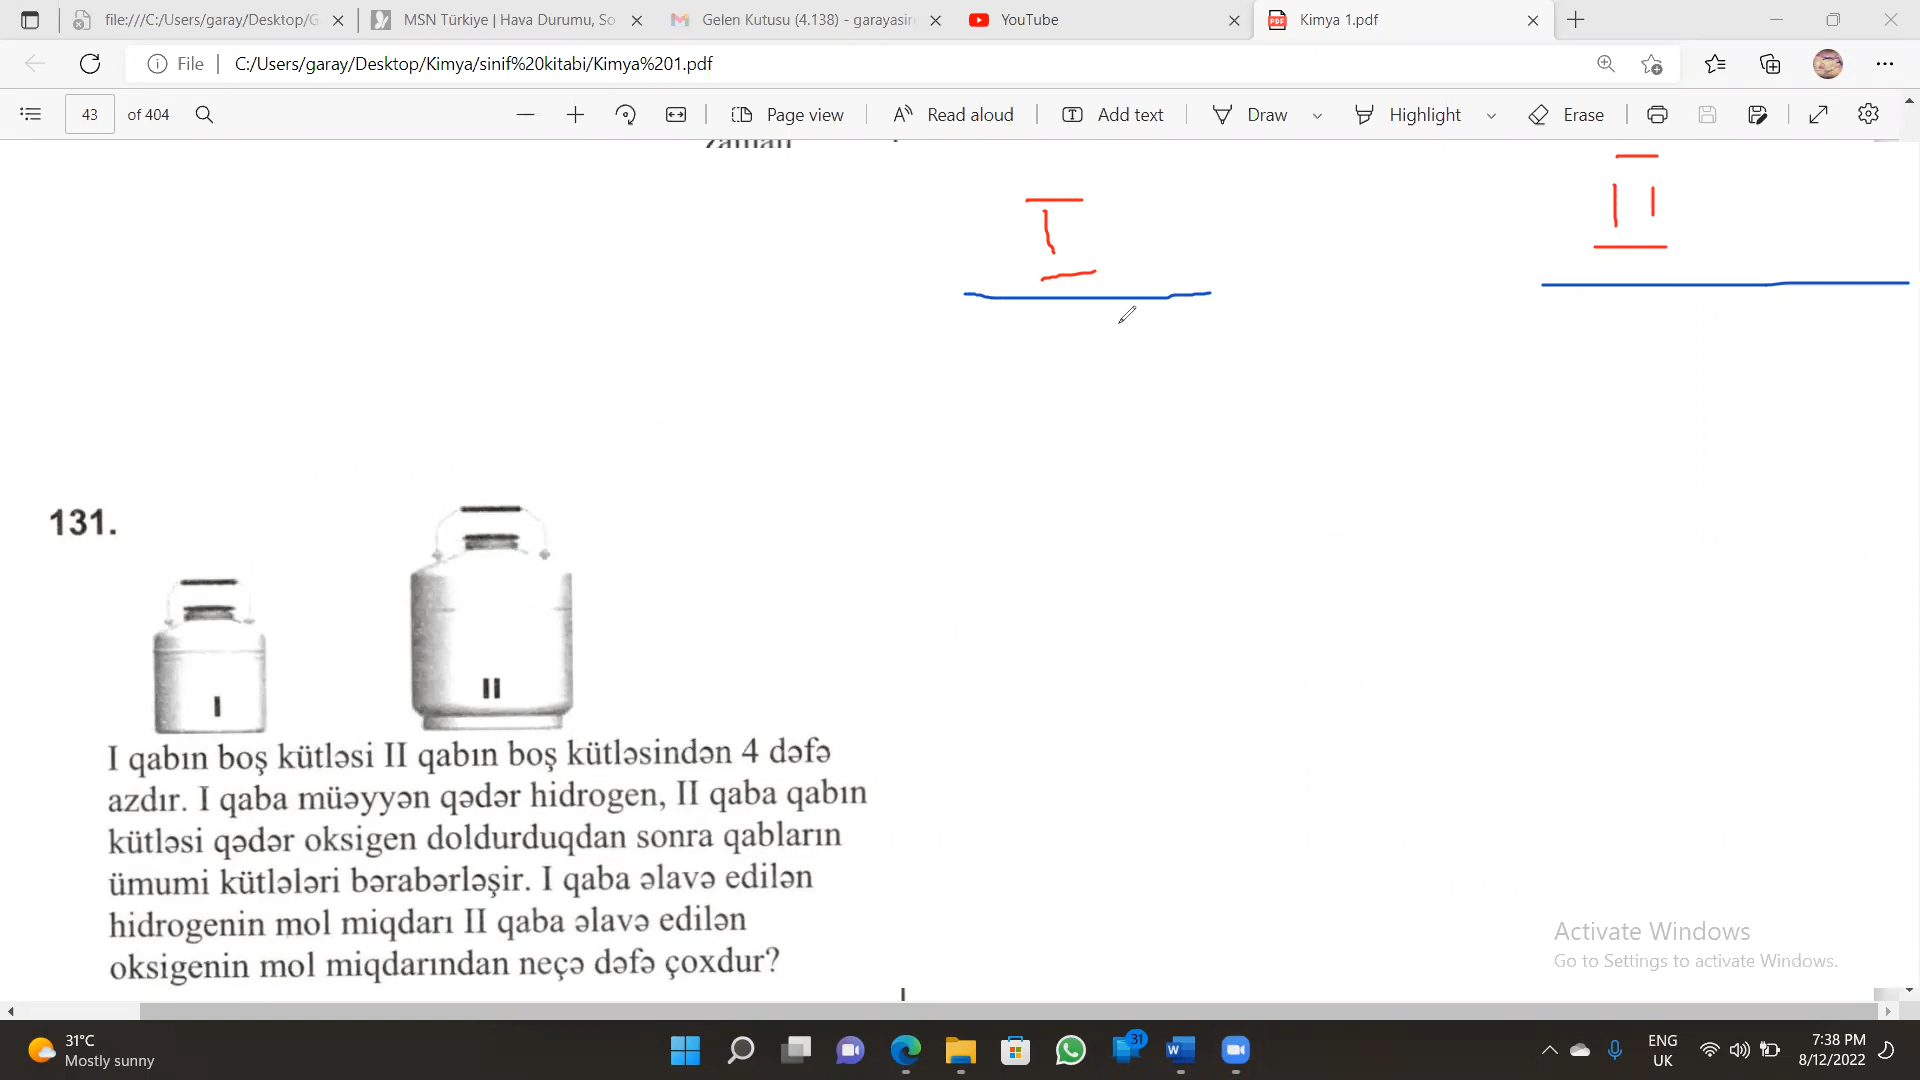 file:///C:/Users/garay/Desktop/G
MSN Türkiye | Hava Durumu, So
Gelen Kutusu (4.138) - garayasir
YouTube
Kimya 1.pdf
File
C:/Users/garay/Desktop/Kimya/sinif%20kitabi/Kimya%201.pdf
43 of 404
Page view
Read aloud
Add text
Draw
Highlight
Erase
zaman
I
II
131.
I
II
I qabın boş kütləsi II qabın boş kütləsindən 4 dəfə
azdır. I qaba müəyyən qədər hidrogen, II qaba qabın
kütləsi qədər oksigen doldurduqdan sonra qabların
ümumi kütlələri bərabərləşir. I qaba əlavə edilən
hidrogenin mol miqdarı II qaba əlavə edilən
oksigenin mol miqdarından neçə dəfə çoxdur?
Activate Windows
Go to Settings to activate Windows.
31°C
Mostly sunny
31
ENG
UK
7:38 PM
8/12/2022